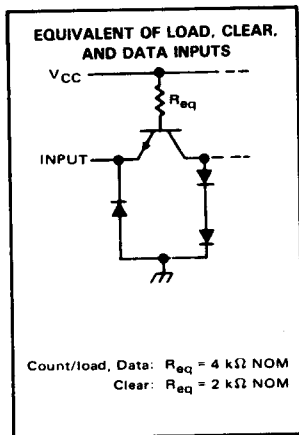 EQUIVALENT OF LOAD, CLEAR,
AND DATA INPUTS
VCC
Req
INPUT
Count/load, Data: Req = 4 kΩ NOM
Clear: Req = 2 kΩ NOM